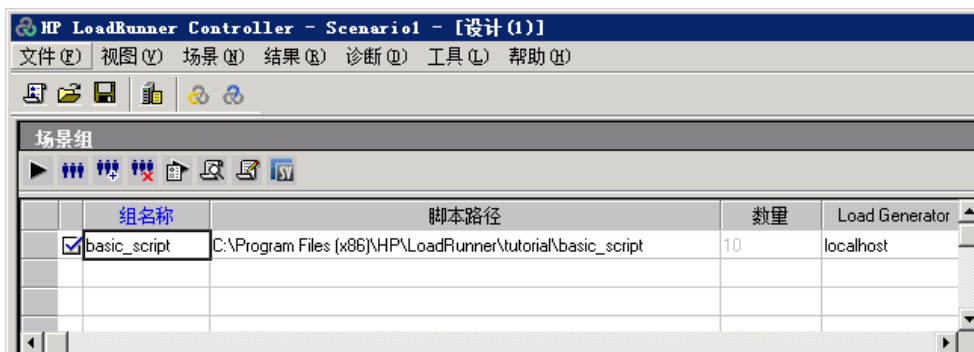 HP LoadRunner Controller - Scenario1 - [设计(1)]
文件(F) 视图(V) 场景(N) 结果(R) 诊断(D) 工具(L) 帮助(H)
场景组
SV
组名称 脚本路径 数量 Load Generator
basic_script C:\Program Files (x86)\HP\LoadRunner\tutorial\basic_script 10 localhost